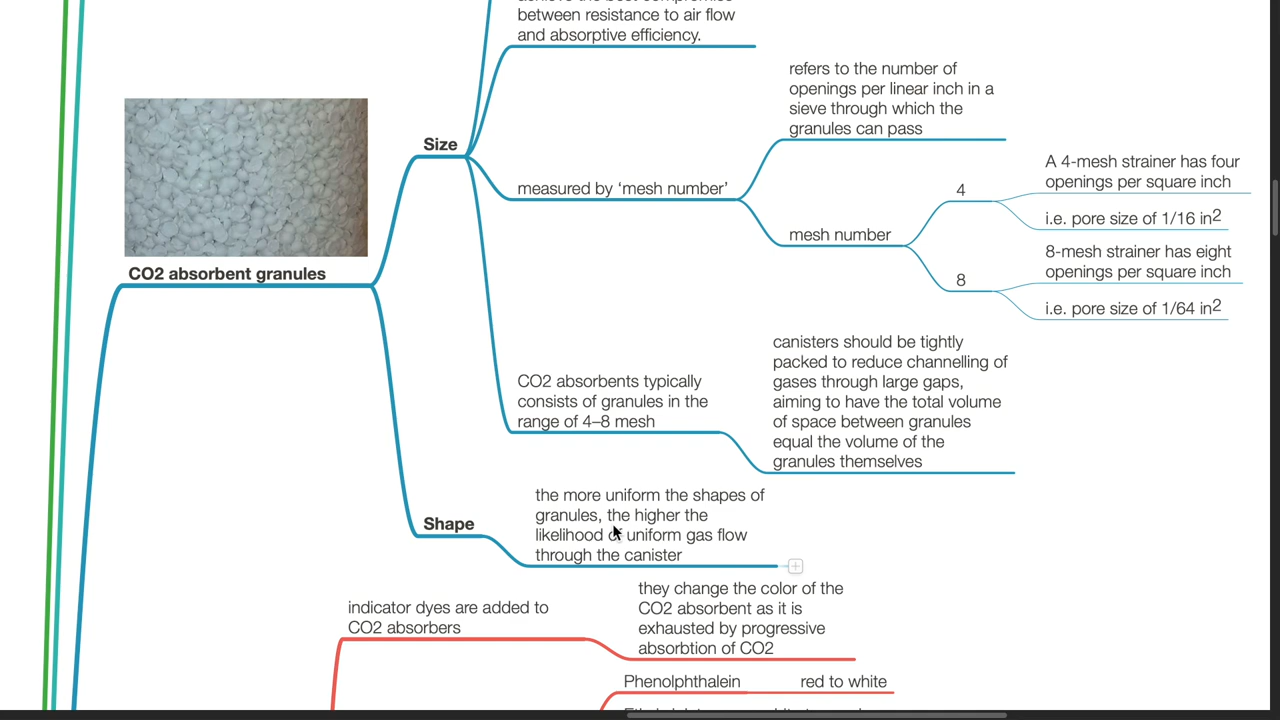 between resistance to air flow
and absorptive efficiency.
refers to the number of
openings per linear inch in a
sieve through which the
granules can pass
Size
measured by ‘mesh number’
mesh number
4
A 4-mesh strainer has four
openings per square inch
i.e. pore size of 1/16 in2
8
8-mesh strainer has eight
openings per square inch
i.e. pore size of 1/64 in2
CO2 absorbent granules
CO2 absorbents typically
consists of granules in the
range of 4–8 mesh
canisters should be tightly
packed to reduce channelling of
gases through large gaps,
aiming to have the total volume
of space between granules
equal the volume of the
granules themselves
Shape
the more uniform the shapes of
granules, the higher the
likelihood of uniform gas flow
through the canister
indicator dyes are added to
CO2 absorbers
they change the color of the
CO2 absorbent as it is
exhausted by progressive
absorbtion of CO2
Phenolphthalein
red to white